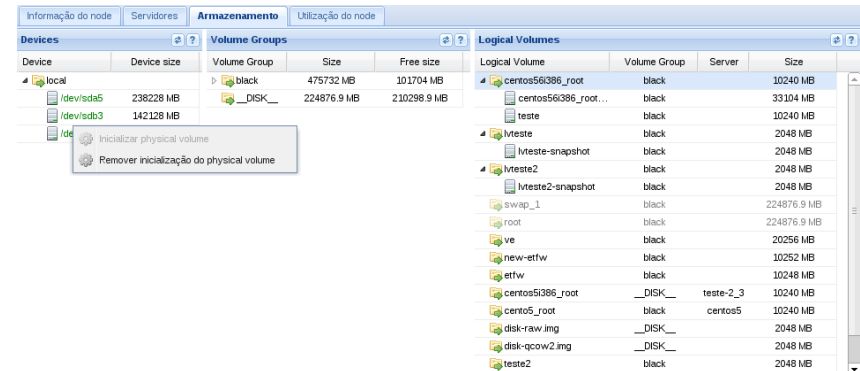 Informação do node Servidores Armazenamento Utilização do node
Devices
Device Device size
local
/dev/sda5 238228 MB
/dev/sdb3 142128 MB
/de
Inicializar physical volume
Remover inicialização do physical volume
Volume Groups
Volume Group Size Free size
black 475732 MB 101704 MB
__DISK__ 224876.9 MB 210298.9 MB
Logical Volumes
Logical Volume Volume Group Server Size
centos56i386_root black 10240 MB
centos56i386_root... black 33104 MB
teste black 10240 MB
lvteste black 2048 MB
lvteste-snapshot black 2048 MB
lvteste2 black 2048 MB
lvteste2-snapshot black 2048 MB
swap_1 black 224876.9 MB
root black 224876.9 MB
ve black 20256 MB
new-etfw black 10252 MB
etfw black 10248 MB
centos5i386_root __DISK__ teste-2_3 10240 MB
cento5_root black centos5 10240 MB
disk-raw.img __DISK__ 2048 MB
disk-qcow2.img __DISK__ 2048 MB
teste2 black 2048 MB